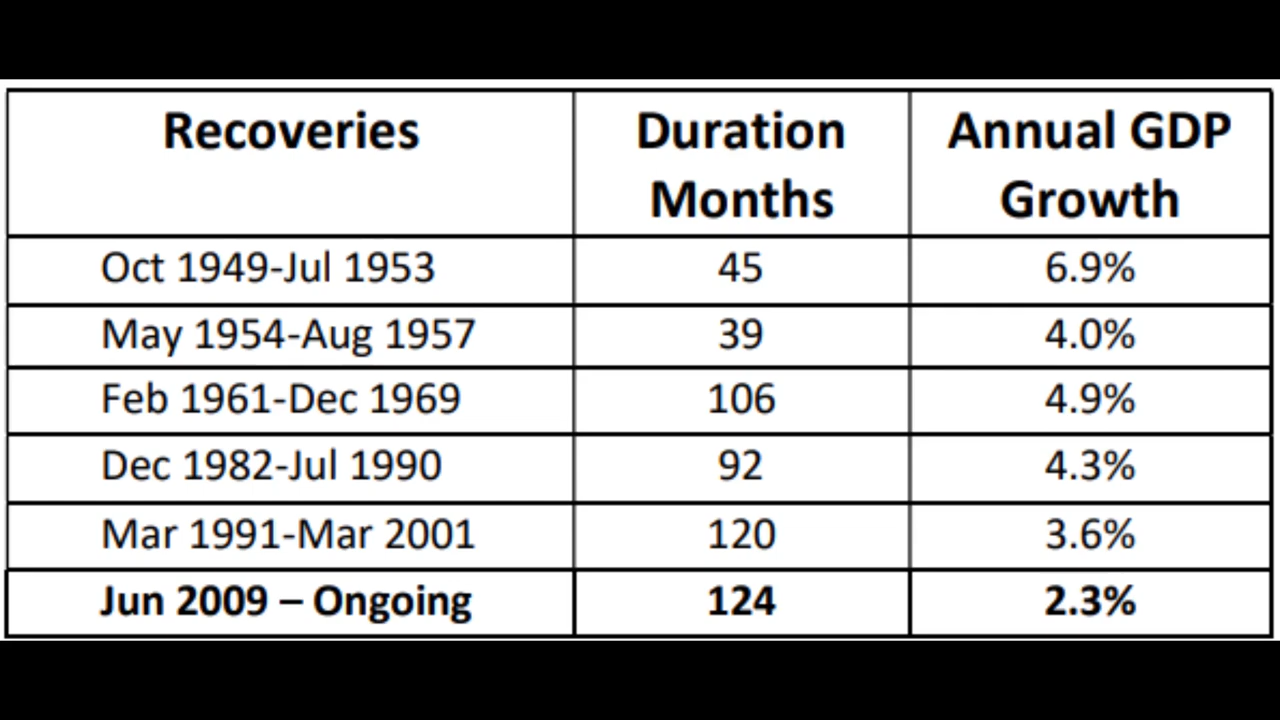 Recoveries Duration Months Annual GDP Growth
Oct 1949-Jul 1953 45 6.9%
May 1954-Aug 1957 39 4.0%
Feb 1961-Dec 1969 106 4.9%
Dec 1982-Jul 1990 92 4.3%
Mar 1991-Mar 2001 120 3.6%
Jun 2009 – Ongoing 124 2.3%